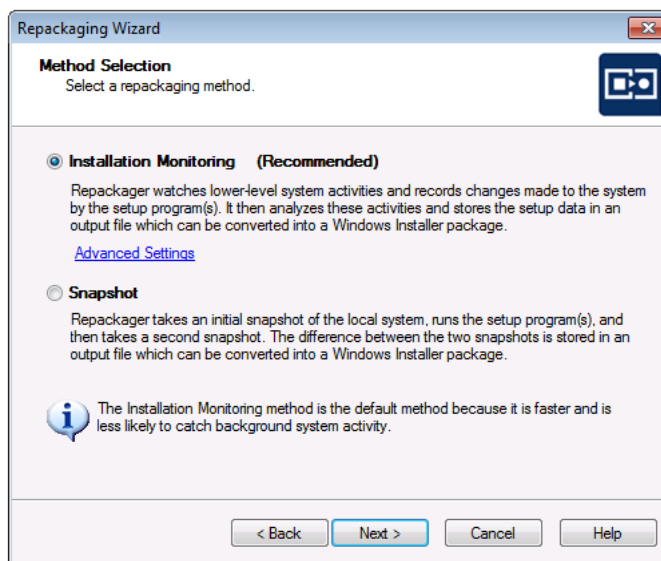 Repackaging Wizard
Method Selection
Select a repackaging method.
Installation Monitoring (Recommended)
Repackager watches lower-level system activities and records changes made to the system
by the setup program(s). It then analyzes these activities and stores the setup data in an
output file which can be converted into a Windows Installer package.
Advanced Settings
Snapshot
Repackager takes an initial snapshot of the local system, runs the setup program(s), and
then takes a second snapshot. The difference between the two snapshots is stored in an
output file which can be converted into a Windows Installer package.
The Installation Monitoring method is the default method because it is faster and is
less likely to catch background system activity.
< Back Next > Cancel Help